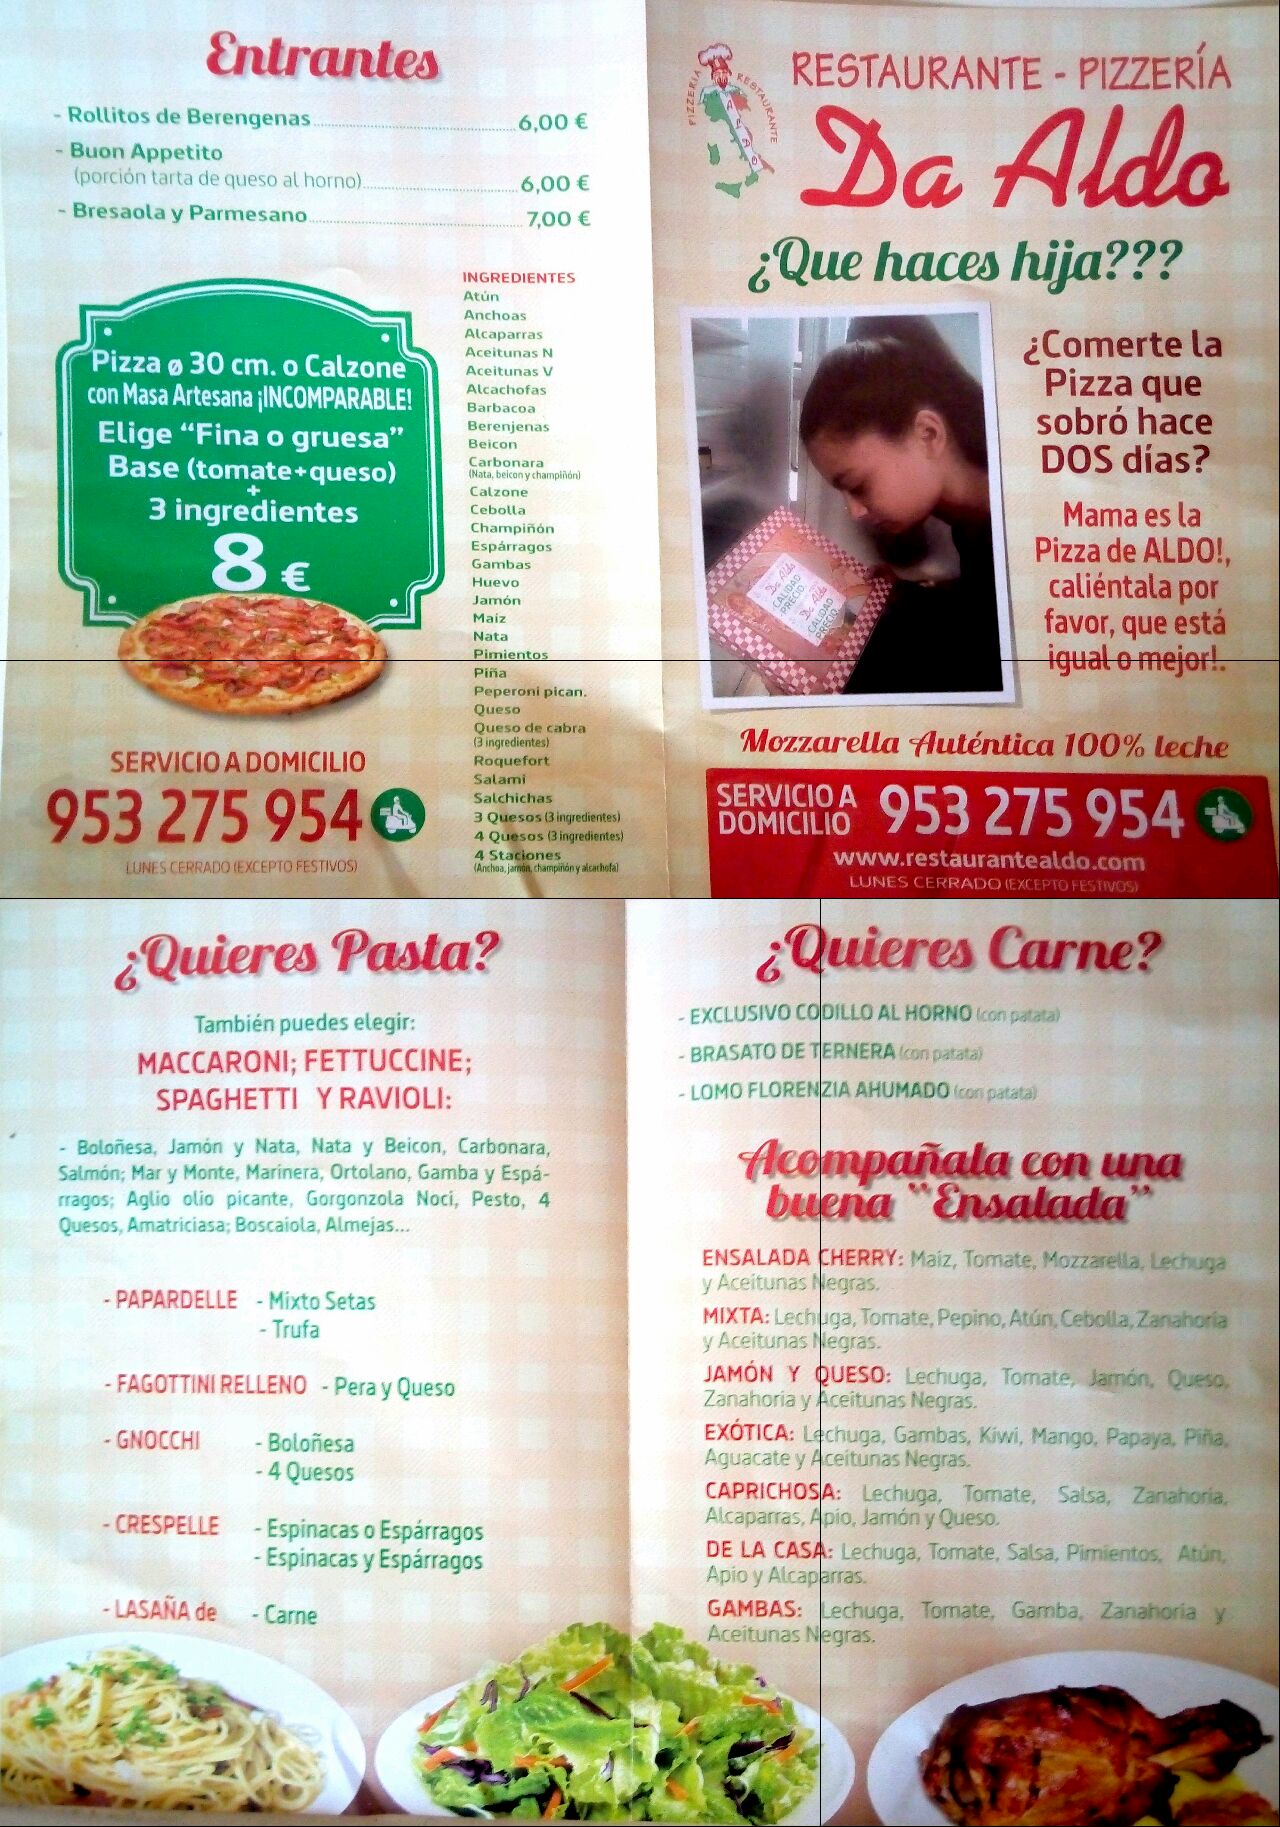 Entrantes
- Rollitos de Berengenas 6,00 €
- Buon Appetito
(porción tarta de queso al horno) 6,00 €
- Bresaola y Parmesano 7,00 €
Pizza ø 30 cm. o Calzone
con Masa Artesana ¡INCOMPARABLE!
Elige “Fina o gruesa”
Base (tomate+queso)
+
3 ingredientes
8 €
SERVICIO A DOMICILIO
953 275 954
LUNES CERRADO (EXCEPTO FESTIVOS)
INGREDIENTES
Atún
Anchoas
Alcaparras
Aceitunas N
Aceitunas V
Alcachofas
Barbacoa
Berenjenas
Beicon
Carbonara
(Nata, beicon y champiñón)
Calzone
Cebolla
Champiñón
Espárragos
Gambas
Huevo
Jamón
Maíz
Nata
Pimientos
Piña
Peperoni pican.
Queso
Queso de cabra
(3 ingredientes)
Roquefort
Salami
Salchichas
3 Quesos (3 ingredientes)
4 Quesos (3 ingredientes)
4 Staciones
(Anchoa, jamón, champiñón y alcachofa)
PIZZERIA RESTAURANTE
ALDO
RESTAURANTE - PIZZERÍA
Da Aldo
¿Que haces hija???
¿Comerte la
Pizza que
sobró hace
DOS días?
Mama es la
Pizza de ALDO!,
caliéntala por
favor, que está
igual o mejor!.
Da Aldo
CALIDAD
PRECIO
Da Aldo
CALIDAD
PRECIO
Mozzarella Auténtica 100% leche
SERVICIO A
DOMICILIO 953 275 954
www.restaurantealdo.com
LUNES CERRADO (EXCEPTO FESTIVOS)
¿Quieres Pasta?
También puedes elegir:
MACCARONI; FETTUCCINE;
SPAGHETTI Y RAVIOLI:
- Boloñesa, Jamón y Nata, Nata y Beicon, Carbonara,
Salmón; Mar y Monte, Marinera, Ortolano, Gamba y Espá-
rragos; Aglio olio picante, Gorgonzola Noci, Pesto, 4
Quesos, Amatriciasa; Boscaiola, Almejas...
- PAPARDELLE - Mixto Setas
- Trufa
- FAGOTTINI RELLENO - Pera y Queso
- GNOCCHI - Boloñesa
- 4 Quesos
- CRESPELLE - Espinacas o Espárragos
- Espinacas y Espárragos
- LASAÑA de - Carne
¿Quieres Carne?
- EXCLUSIVO CODILLO AL HORNO (con patata)
- BRASATO DE TERNERA (con patata)
- LOMO FLORENZIA AHUMADO (con patata)
Acompañala con una
buena "Ensalada"
ENSALADA CHERRY: Maiz, Tomate, Mozzarella, Lechuga
y Aceitunas Negras.
MIXTA: Lechuga, Tomate, Pepino, Atún, Cebolla, Zanahoria
y Aceitunas Negras.
JAMÓN Y QUESO: Lechuga, Tomate, Jamón, Queso,
Zanahoria y Aceitunas Negras.
EXÓTICA: Lechuga, Gambas, Kiwi, Mango, Papaya, Piña,
Aguacate y Aceitunas Negras.
CAPRICHOSA: Lechuga, Tomate, Salsa, Zanahoria,
Alcaparras, Apio, Jamón y Queso.
DE LA CASA: Lechuga, Tomate, Salsa, Pimientos, Atún,
Apio y Alcaparras.
GAMBAS: Lechuga, Tomate, Gamba, Zanahoria y
Aceitunas Negras.